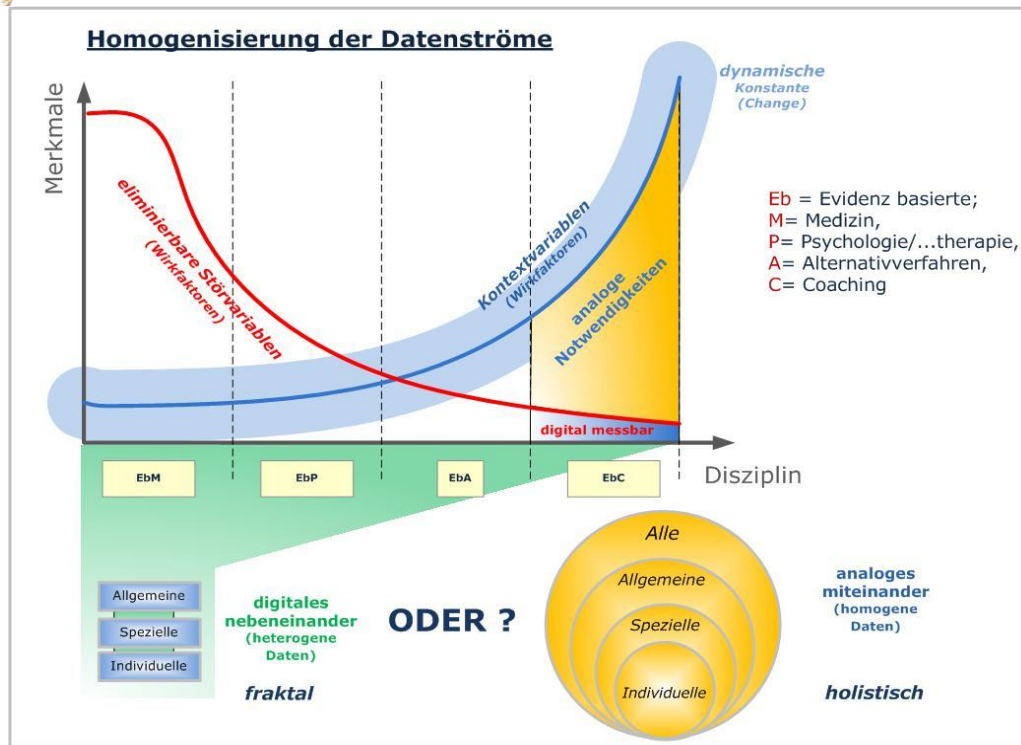 Homogenisierung der Datenströme
Merkmale
dynamische
Konstante
(Change)
eliminierbare Störvariablen
(Wirkfaktoren)
Kontextvariablen
(Wirkfaktoren)
analoge
Notwendigkeiten
Eb = Evidenz basierte;
M= Medizin,
P= Psychologie/...therapie,
A= Alternativverfahren,
C= Coaching
digital messbar
EbM
EbP
EbA
EbC
Disziplin
Allgemeine
Spezielle
Individuelle
digitales
nebeneinander
(heterogene
Daten)
fraktal
ODER ?
Alle
Allgemeine
Spezielle
Individuelle
analoges
miteinander
(homogene
Daten)
holistisch